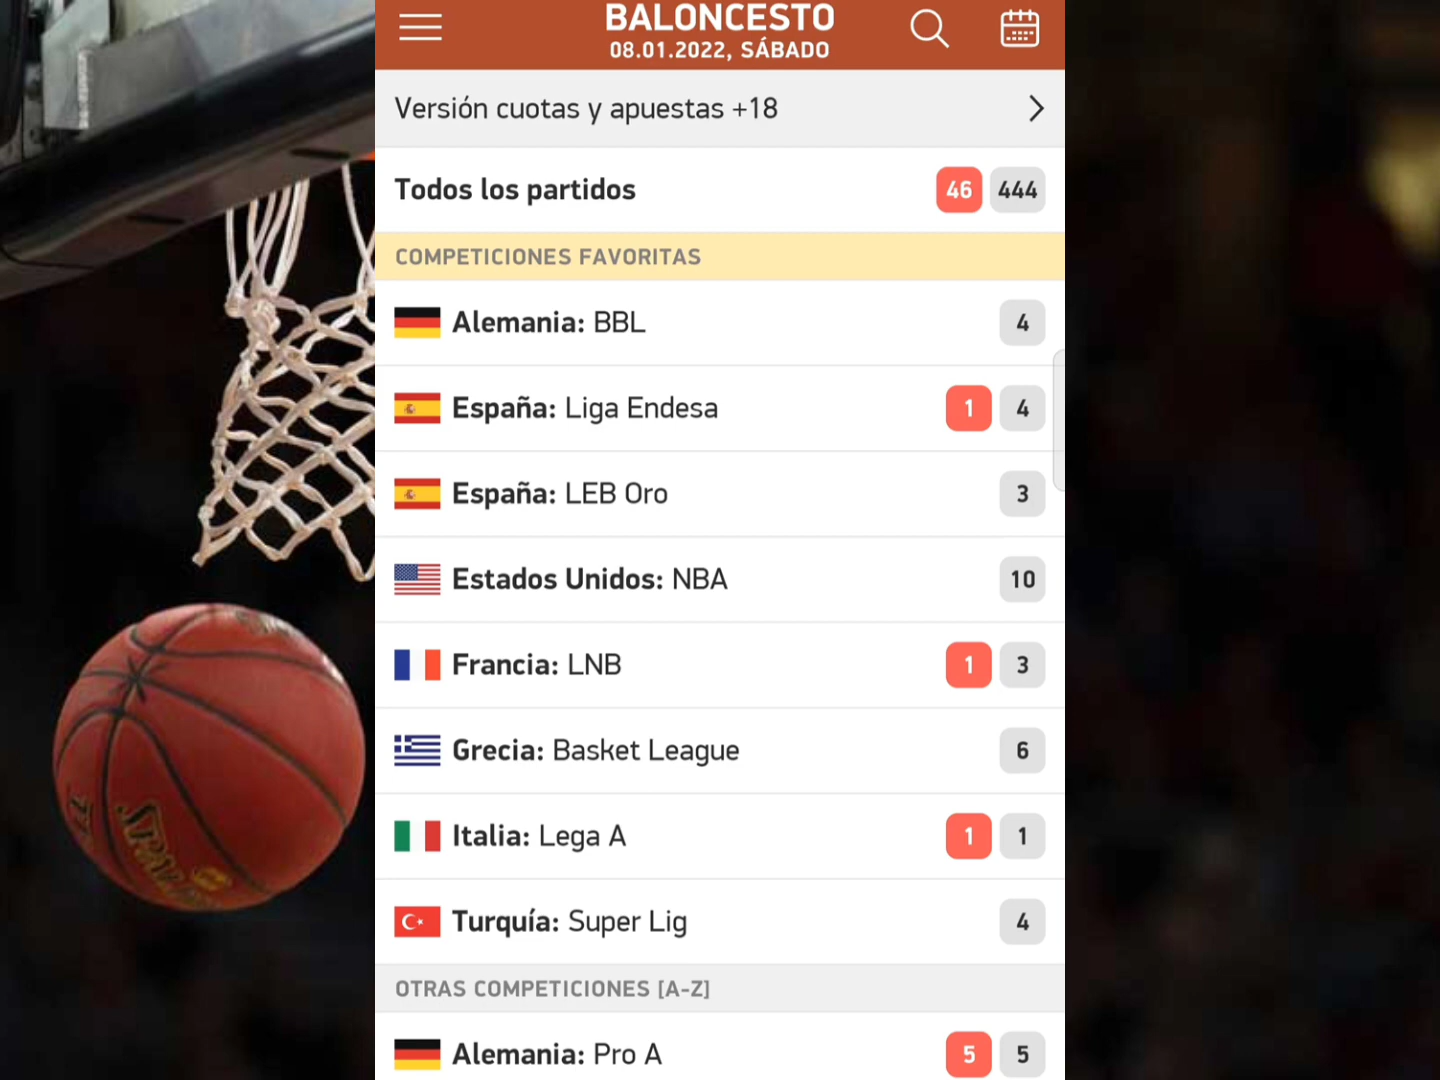 BALONCESTO
08.01.2022, SÁBADO
Versión cuotas y apuestas +18
Todos los partidos 46 444
COMPETICIONES FAVORITAS
Alemania: BBL 4
España: Liga Endesa 1 4
España: LEB Oro 3
Estados Unidos: NBA 10
Francia: LNB 1 3
Grecia: Basket League 6
Italia: Lega A 1 1
Turquía: Super Lig 4
OTRAS COMPETICIONES [A-Z]
Alemania: Pro A 5 5